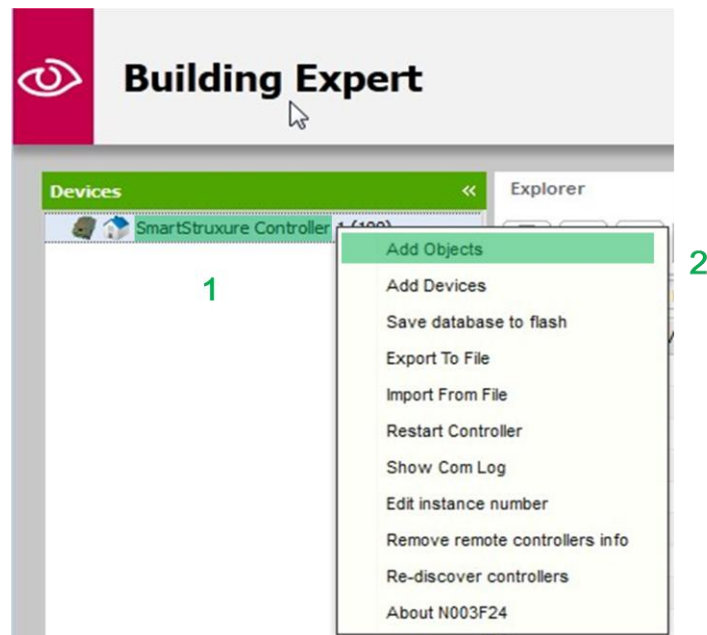 Building Expert
Devices « Explorer
SmartStruxure Controller 1 (100)
1
2
Add Objects
Add Devices
Save database to flash
Export To File
Import From File
Restart Controller
Show Com Log
Edit instance number
Remove remote controllers info
Re-discover controllers
About N003F24